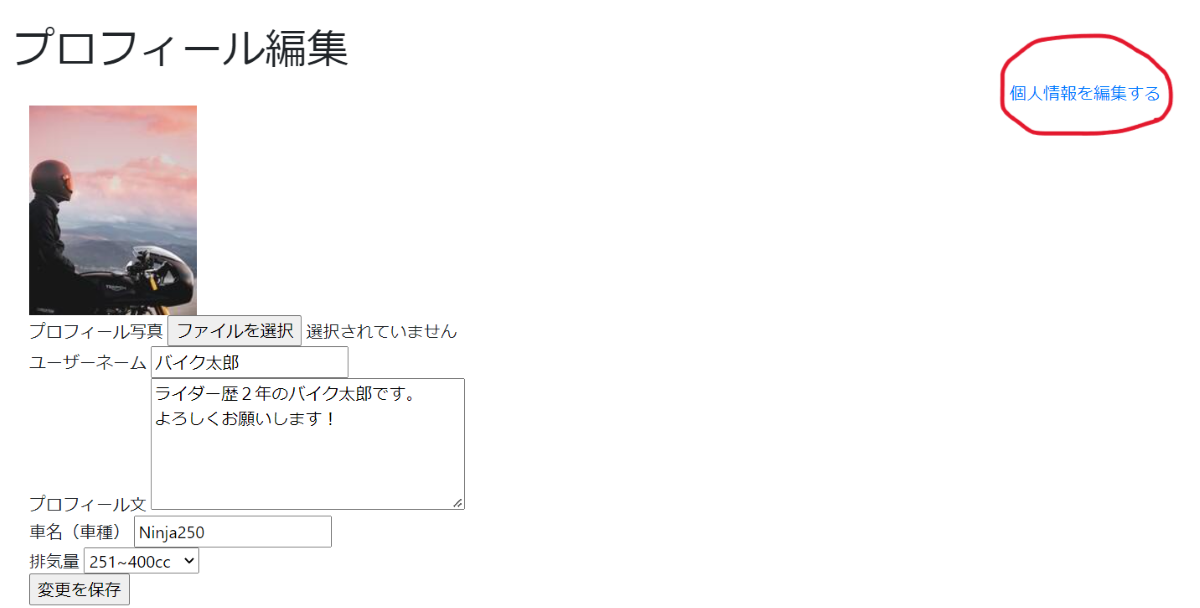 プロフィール編集
個人情報を編集する
プロフィール写真 ファイルを選択 選択されていません
ユーザーネーム バイク太郎
ライダー歴２年のバイク太郎です。
よろしくお願いします！
プロフィール文
車名（車種） Ninja250
排気量 251~400cc
変更を保存